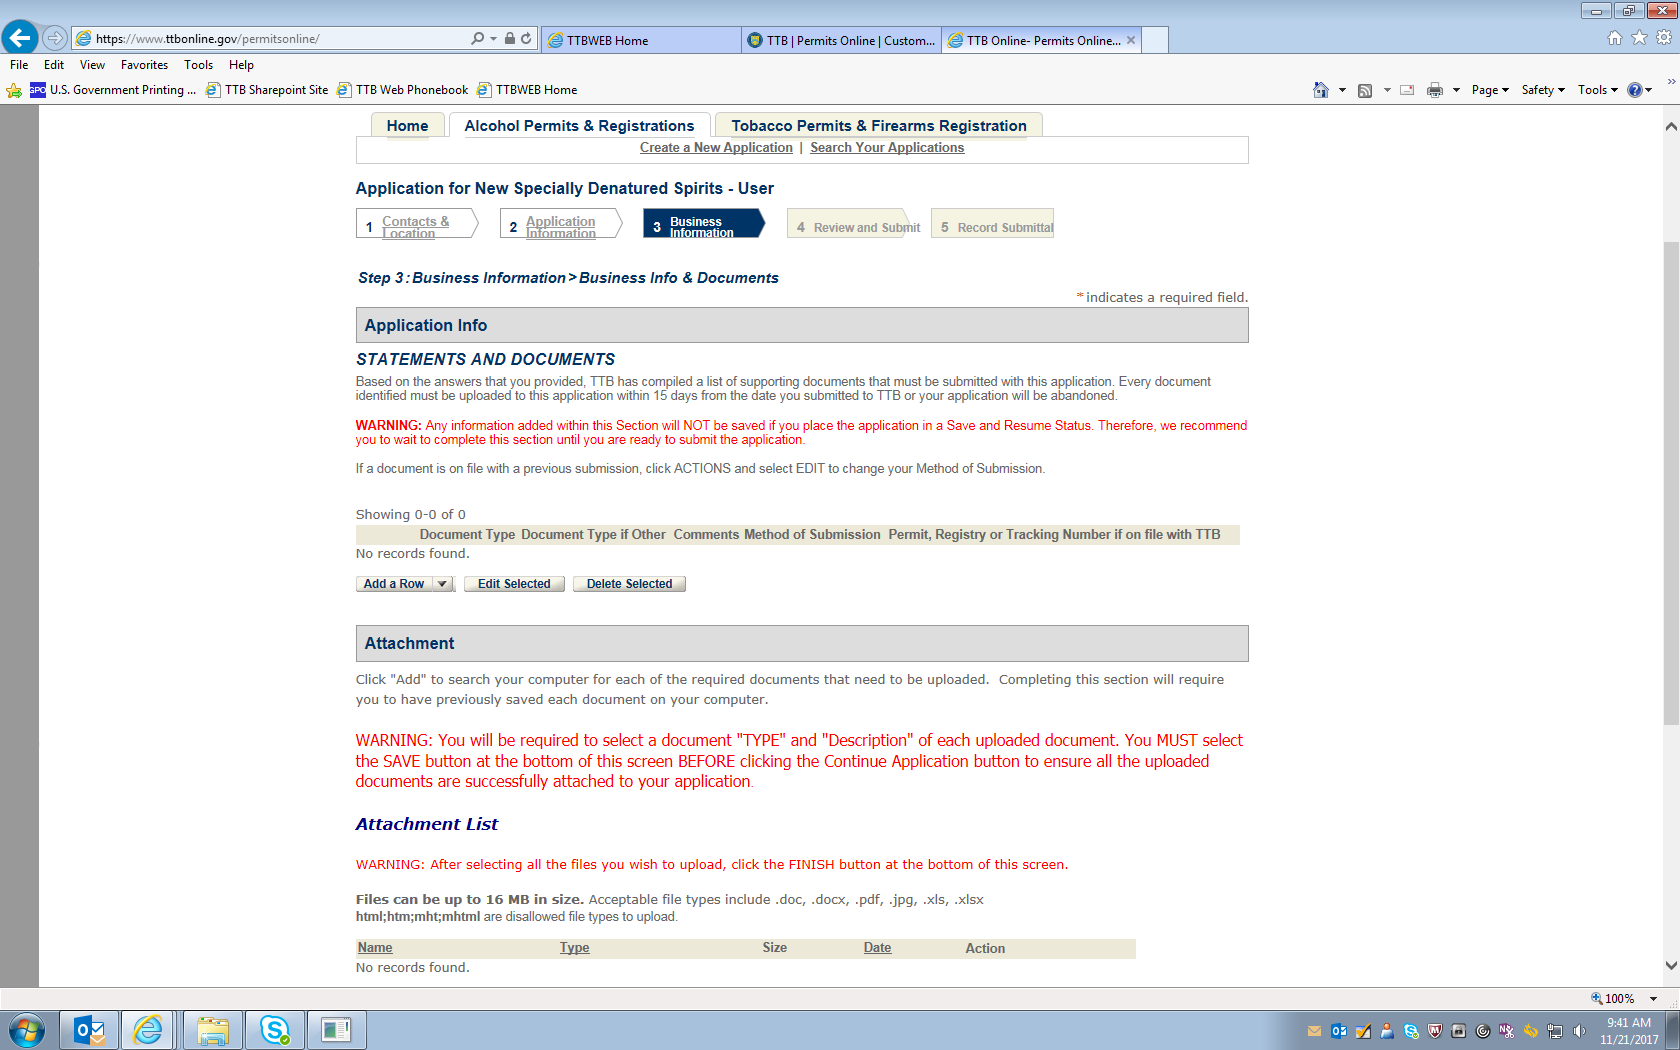 https://www.ttbonline.gov/permitsonline/
TTBWEB Home
TTB | Permits Online | Custom...
TTB Online- Permits Online...
File Edit View Favorites Tools Help
GPO U.S. Government Printing ... TTB Sharepoint Site TTB Web Phonebook TTBWEB Home
Page Safety Tools
Home Alcohol Permits & Registrations Tobacco Permits & Firearms Registration
Create a New Application | Search Your Applications
Application for New Specially Denatured Spirits - User
1 Contacts & Location
2 Application Information
3 Business Information
4 Review and Submit
5 Record Submittal
Step 3: Business Information > Business Info & Documents
* indicates a required field.
Application Info
STATEMENTS AND DOCUMENTS
Based on the answers that you provided, TTB has compiled a list of supporting documents that must be submitted with this application. Every document
identified must be uploaded to this application within 15 days from the date you submitted to TTB or your application will be abandoned.
WARNING: Any information added within this Section will NOT be saved if you place the application in a Save and Resume Status. Therefore, we recommend
you to wait to complete this section until you are ready to submit the application.
If a document is on file with a previous submission, click ACTIONS and select EDIT to change your Method of Submission.
Showing 0-0 of 0
Document Type Document Type if Other Comments Method of Submission Permit, Registry or Tracking Number if on file with TTB
No records found.
Add a Row Edit Selected Delete Selected
Attachment
Click "Add" to search your computer for each of the required documents that need to be uploaded. Completing this section will require
you to have previously saved each document on your computer.
WARNING: You will be required to select a document "TYPE" and "Description" of each uploaded document. You MUST select
the SAVE button at the bottom of this screen BEFORE clicking the Continue Application button to ensure all the uploaded
documents are successfully attached to your application.
Attachment List
WARNING: After selecting all the files you wish to upload, click the FINISH button at the bottom of this screen.
Files can be up to 16 MB in size. Acceptable file types include .doc, .docx, .pdf, .jpg, .xls, .xlsx
html;htm;mht;mhtml are disallowed file types to upload.
Name Type Size Date Action
No records found.
100%
9:41 AM
11/21/2017